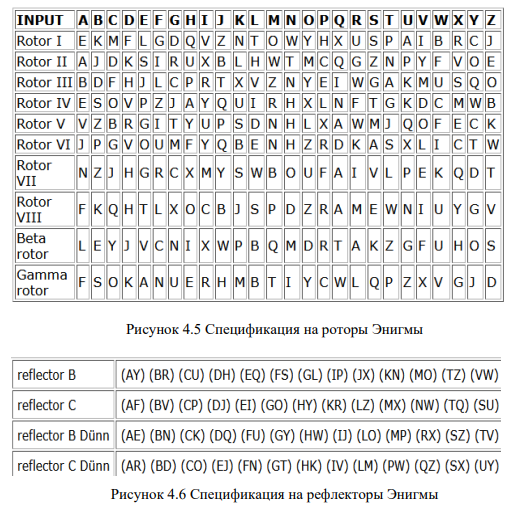 INPUT A B C D E F G H I J K L M N O P Q R S T U V W X Y Z
Rotor I E K M F L G D Q V Z N T O W Y H X U S P A I B R C J
Rotor II A J D K S I R U X B L H W T M C Q G Z N P Y F V O E
Rotor III B D F H J L C P R T X V Z N Y E I W G A K M U S Q O
Rotor IV E S O V P Z J A Y Q U I R H X L N F T G K D C M W B
Rotor V V Z B R G I T Y U P S D N H L X A W M J Q O F E C K
Rotor VI J P G V O U M F Y Q B E N H Z R D K A S X L I C T W
Rotor
VII N Z J H G R C X M Y S W B O U F A I V L P E K Q D T
Rotor
VIII F K Q H T L X O C B J S P D Z R A M E W N I U Y G V
Beta
rotor L E Y J V C N I X W P B Q M D R T A K Z G F U H O S
Gamma
rotor F S O K A N U E R H M B T I Y C W L Q P Z X V G J D
Рисунок 4.5 Спецификация на роторы Энигмы
reflector B (AY) (BR) (CU) (DH) (EQ) (FS) (GL) (IP) (JX) (KN) (MO) (TZ) (VW)
reflector C (AF) (BV) (CP) (DJ) (EI) (GO) (HY) (KR) (LZ) (MX) (NW) (TQ) (SU)
reflector B Dünn (AE) (BN) (CK) (DQ) (FU) (GY) (HW) (IJ) (LO) (MP) (RX) (SZ) (TV)
reflector C Dünn (AR) (BD) (CO) (EJ) (FN) (GT) (HK) (IV) (LM) (PW) (QZ) (SX) (UY)
Рисунок 4.6 Спецификация на рефлекторы Энигмы